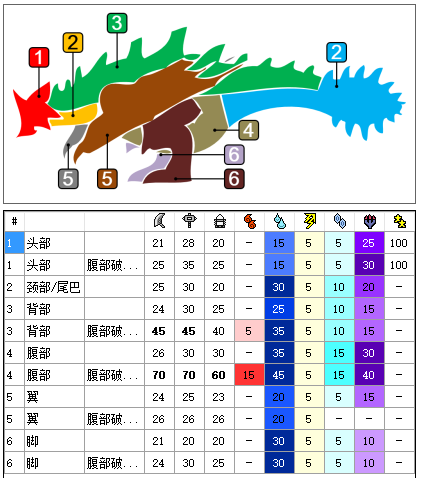 3
2
1
2
4
6
5
5
6
#
1 头部 21 28 20 － 15 5 5 25 100
1 头部 腹部破... 25 35 25 － 15 5 5 30 100
2 颈部/尾巴 25 30 20 － 30 5 10 20 －
3 背部 24 30 25 － 25 5 10 15 －
3 背部 腹部破... 45 45 40 5 35 5 10 15 －
4 腹部 26 30 30 － 35 5 15 30 －
4 腹部 腹部破... 70 70 60 15 45 5 15 40 －
5 翼 24 25 23 － 20 5 5 15 －
5 翼 腹部破... 26 26 26 － 20 5 － － －
6 脚 21 20 20 － 30 5 5 10 －
6 脚 腹部破... 24 30 25 － 30 5 5 10 －